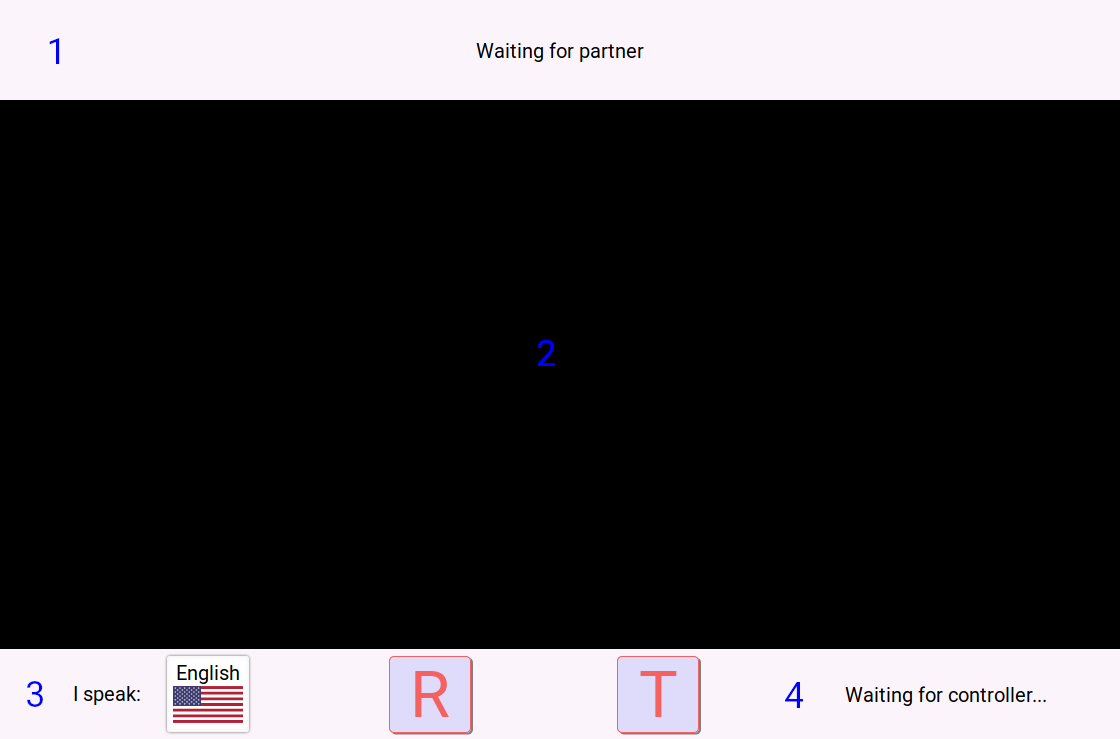 1
Waiting for partner
2
3
I speak:
English
R
T
4
Waiting for controller...